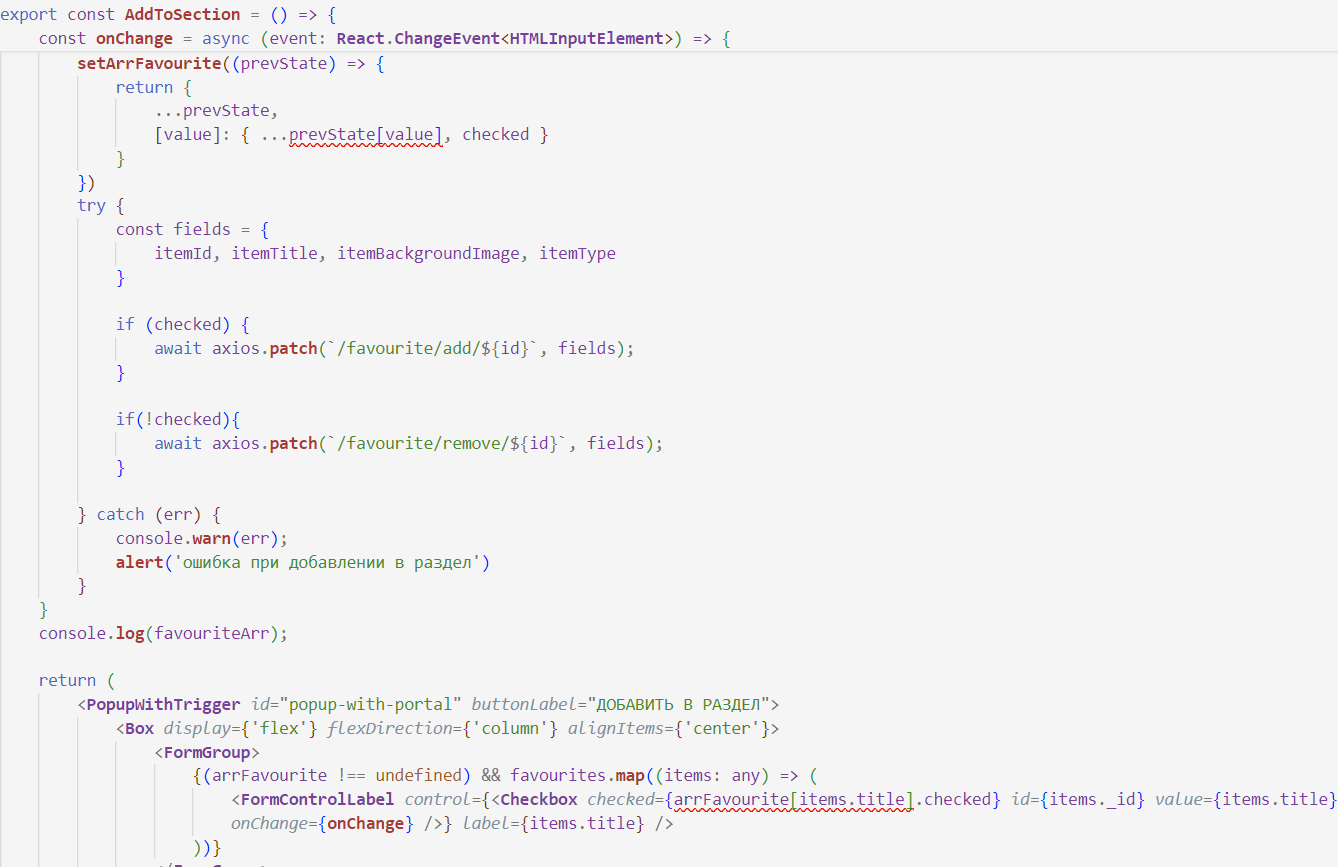 export const AddToSection = () => {
const onChange = async (event: React.ChangeEvent<HTMLInputElement>) => {
setArrFavourite((prevState) => {
return {
...prevState,
[value]: { ...prevState[value], checked }
}
})
try {
const fields = {
itemId, itemTitle, itemBackgroundImage, itemType
}
if (checked) {
await axios.patch(`/favourite/add/${id}`, fields);
}
if(!checked){
await axios.patch(`/favourite/remove/${id}`, fields);
}
} catch (err) {
console.warn(err);
alert('ошибка при добавлении в раздел')
}
}
console.log(favouriteArr);
return (
<PopupWithTrigger id="popup-with-portal" buttonLabel="ДОБАВИТЬ В РАЗДЕЛ">
<Box display={'flex'} flexDirection={'column'} alignItems={'center'}>
<FormGroup>
{(arrFavourite !== undefined) && favourites.map((items: any) => (
<FormControlLabel control={<Checkbox checked={arrFavourite[items.title].checked} id={items._id} value={items.title}
onChange={onChange} />} label={items.title} />
))}